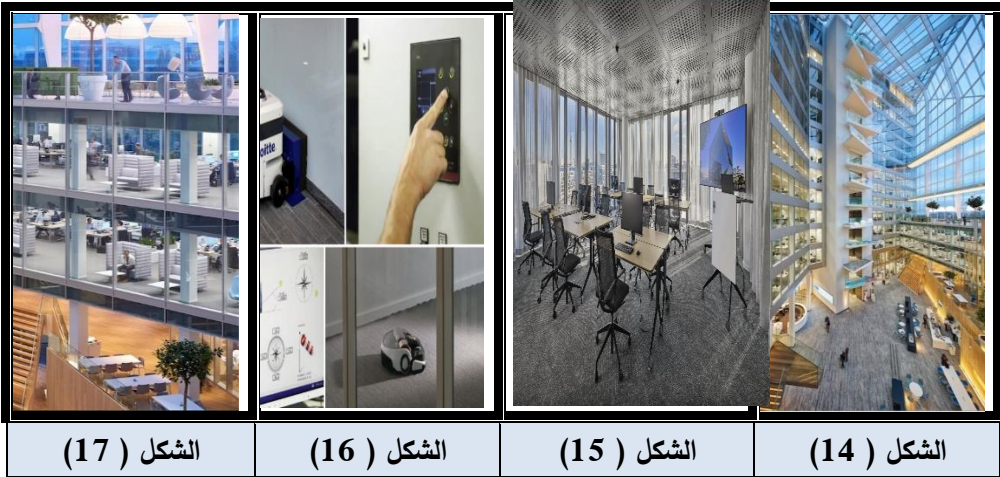 الشكل ( 14)
الشكل ( 15)
الشكل ( 16)
الشكل ( 17)